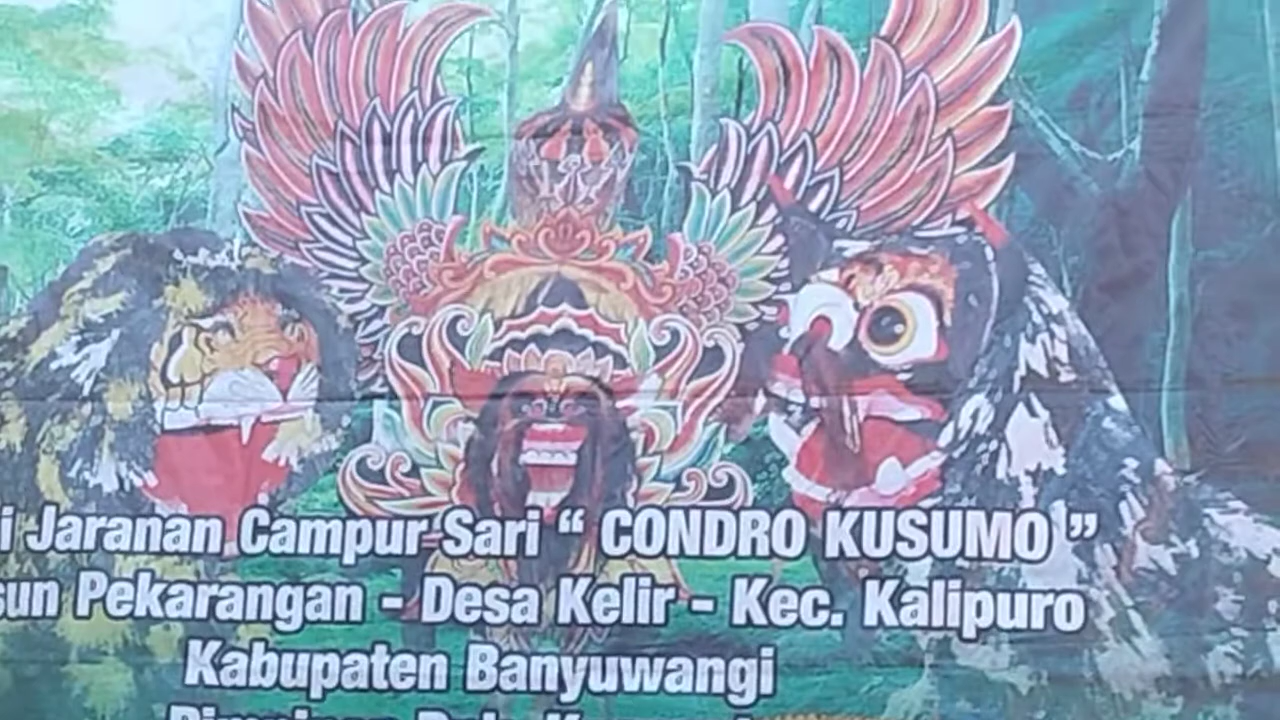 i Jaranan Campur Sari “ CONDRO KUSUMO ”
sun Pekarangan - Desa Kelir - Kec. Kalipuro
Kabupaten Banyuwangi